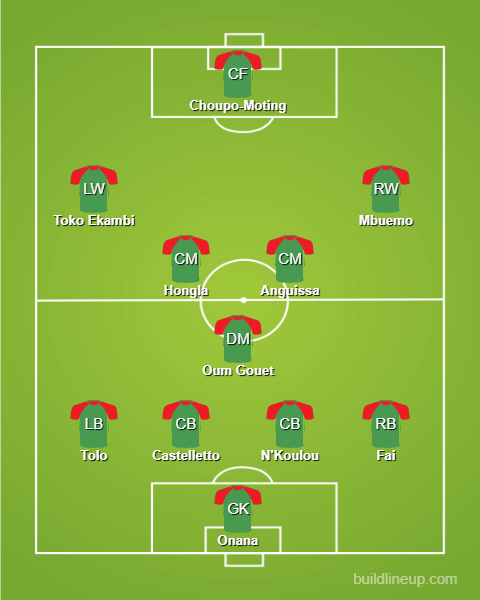 CF
Choupo-Moting
LW
RW
Toko Ekambi
Mbuemo
CM
CM
Hongla
Anguissa
DM
Oum Gouet
LB
CB
CB
RB
Tolo
Castelletto
N'Koulou
Fai
GK
Onana
buildlineup.com